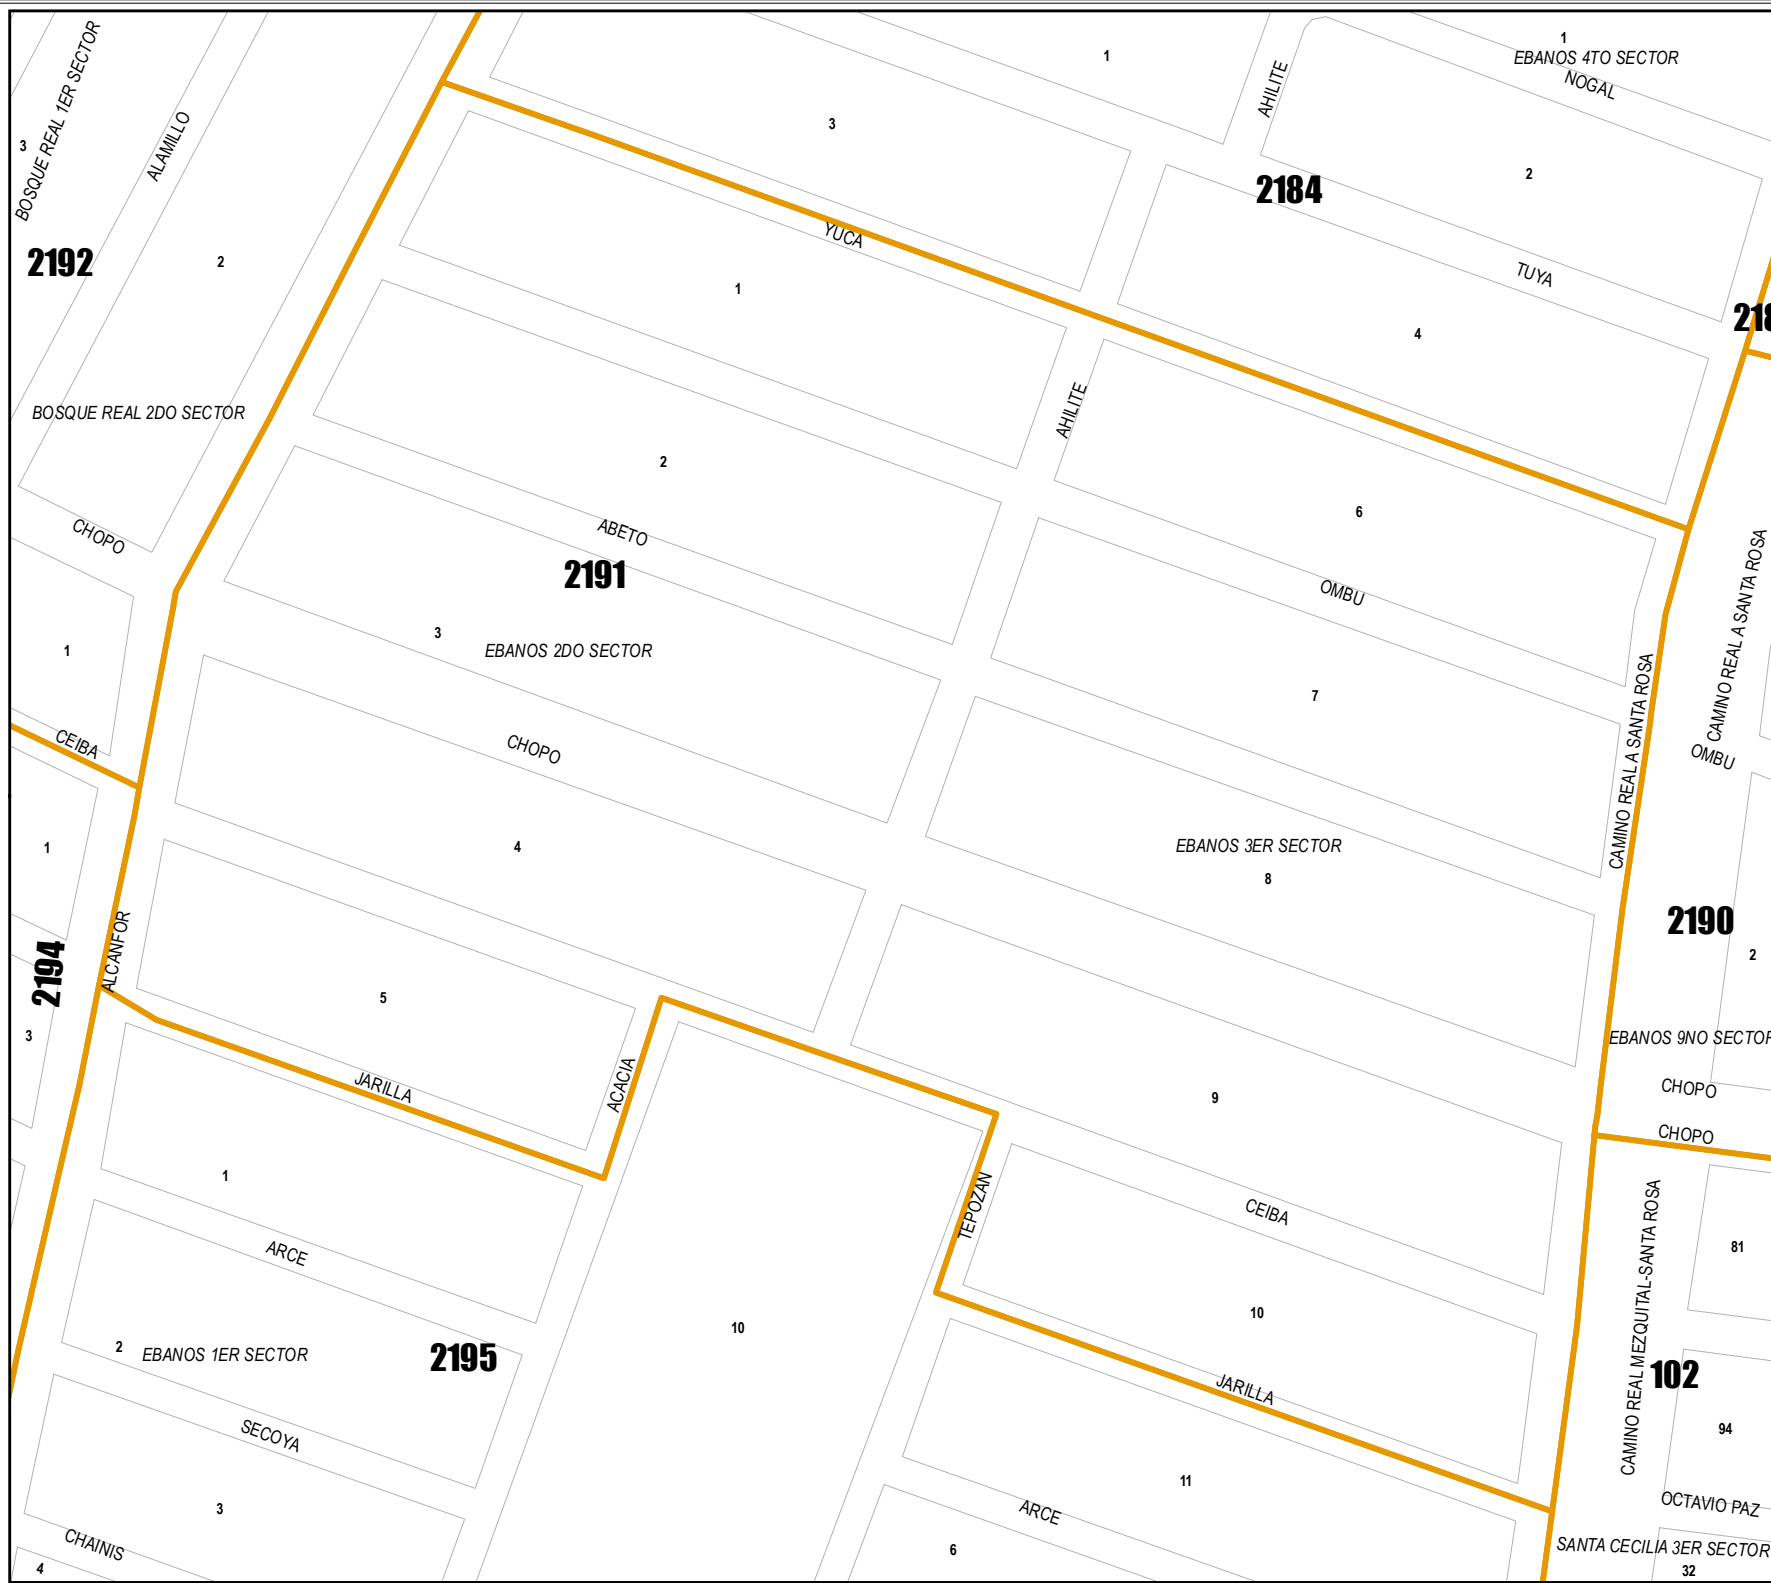 1
EBANOS 4TO SECTOR
NOGAL
1
AHILITE
BOSQUE REAL 1ER SECTOR
3
ALAMILLO
3
2
2184
2192
2
YUCA
TUYA
1
218
4
AHILITE
BOSQUE REAL 2DO SECTOR
2
6
CHOPO
ABETO
2191
OMBU
CAMINO REAL A SANTA ROSA
3
EBANOS 2DO SECTOR
1
7
CAMINO REAL A SANTA ROSA
CEIBA
CHOPO
OMBU
1
4
EBANOS 3ER SECTOR
8
2190
ALCANFOR
2194
2
5
3
EBANOS 9NO SECTOR
JARILLA
ACACIA
9
CHOPO
CHOPO
1
TEPOZAN
CEIBA
CAMINO REAL MEZQUITAL-SANTA ROSA
81
ARCE
10
10
2
EBANOS 1ER SECTOR
2195
JARILLA
102
SECOYA
94
11
3
ARCE
OCTAVIO PAZ
CHAINIS
6
SANTA CECILIA 3ER SECTOR
4
32